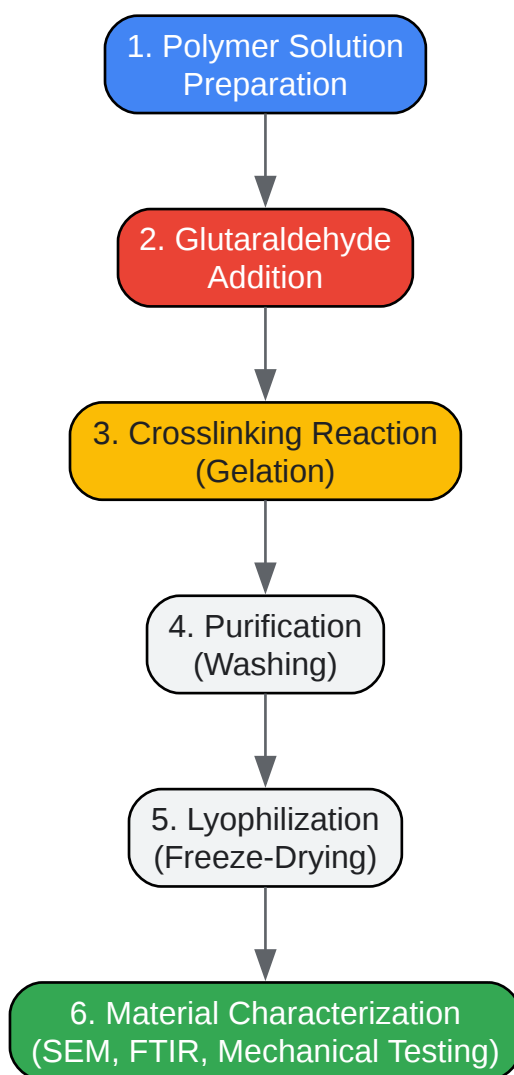 1. Polymer Solution
Preparation
2. Glutaraldehyde
Addition
3. Crosslinking Reaction
(Gelation)
4. Purification
(Washing)
5. Lyophilization
(Freeze-Drying)
6. Material Characterization
(SEM, FTIR, Mechanical Testing)